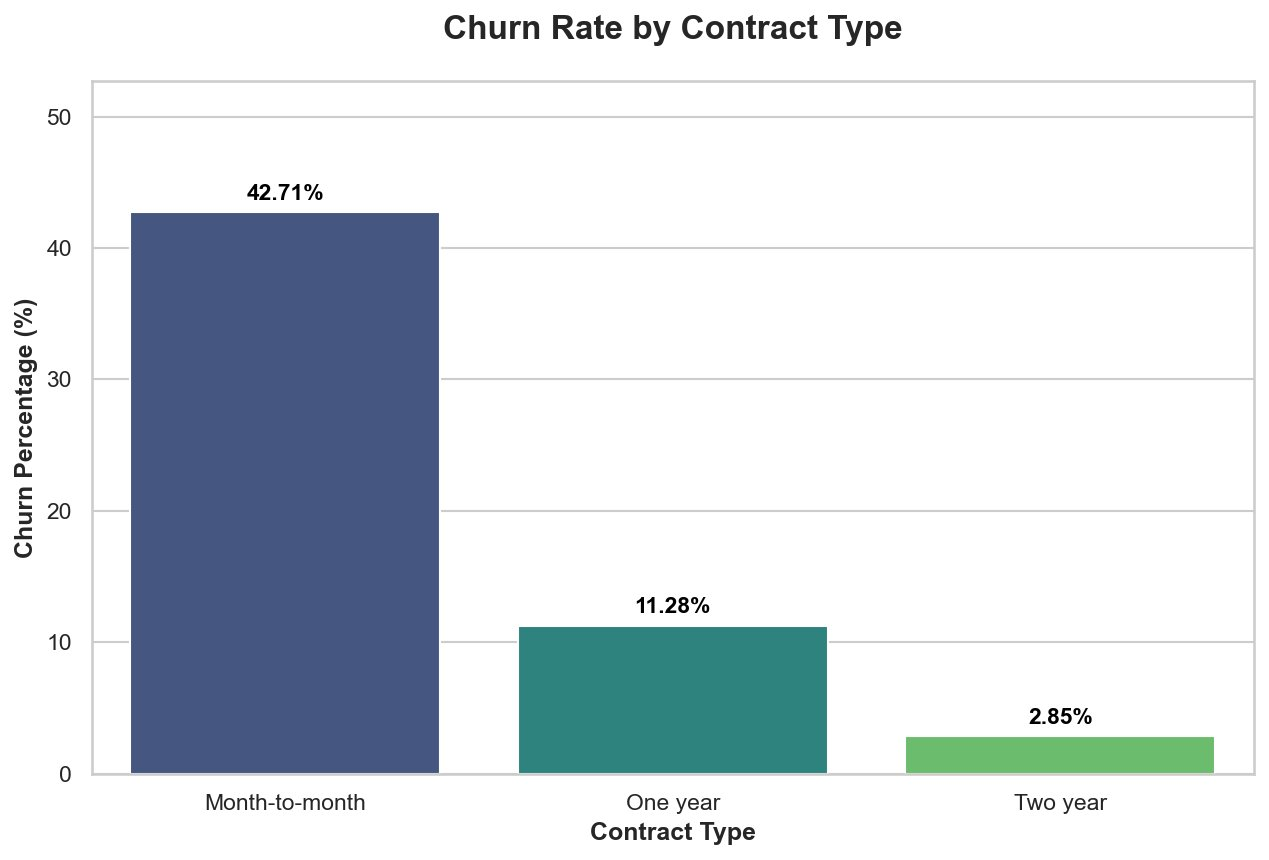 Churn Rate by Contract Type
50
40
30
20
10
0
Churn Percentage (%)
42.71%
11.28%
2.85%
Month-to-month
One year
Two year
Contract Type